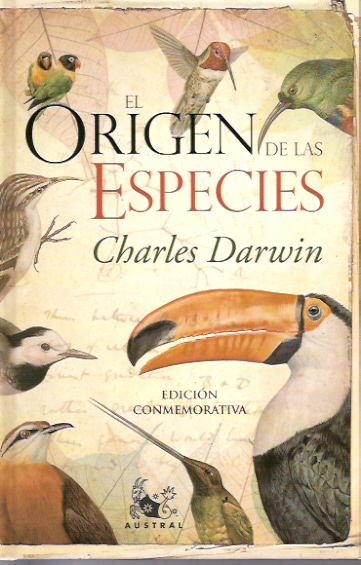 EL
ORIGEN
DE LAS
ESPECIES
Charles Darwin
EDICIÓN
CONMEMORATIVA
AUSTRAL